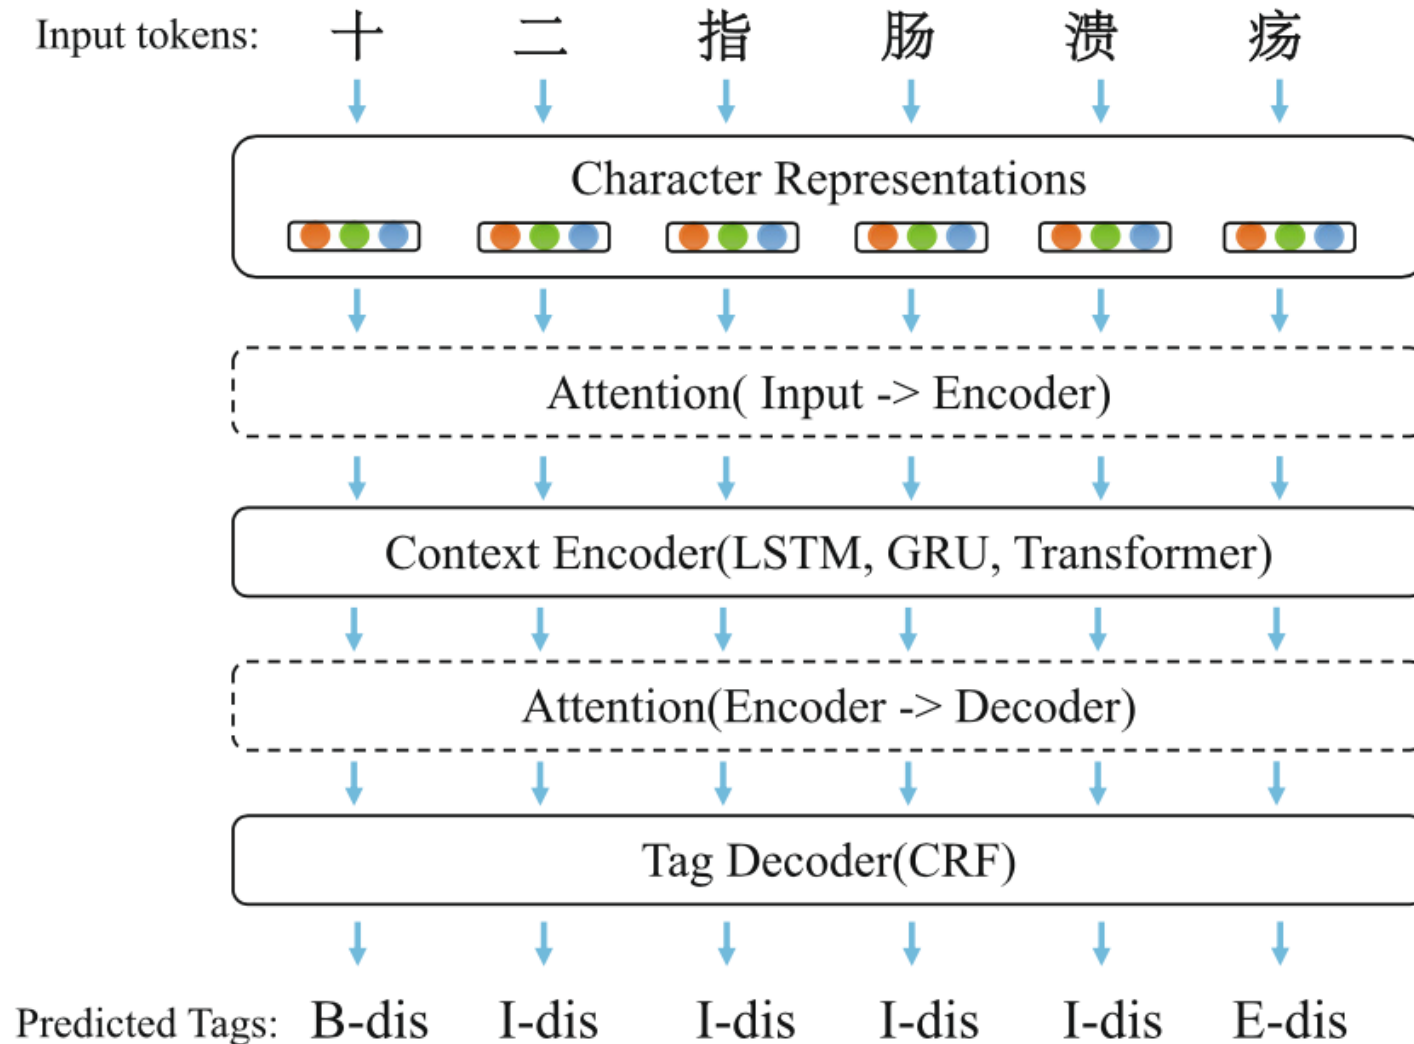 Input tokens: 十 二 指 肠 溃 疡
Character Representations
Attention( Input -> Encoder)
Context Encoder(LSTM, GRU, Transformer)
Attention(Encoder -> Decoder)
Tag Decoder(CRF)
Predicted Tags: B-dis I-dis I-dis I-dis I-dis E-dis